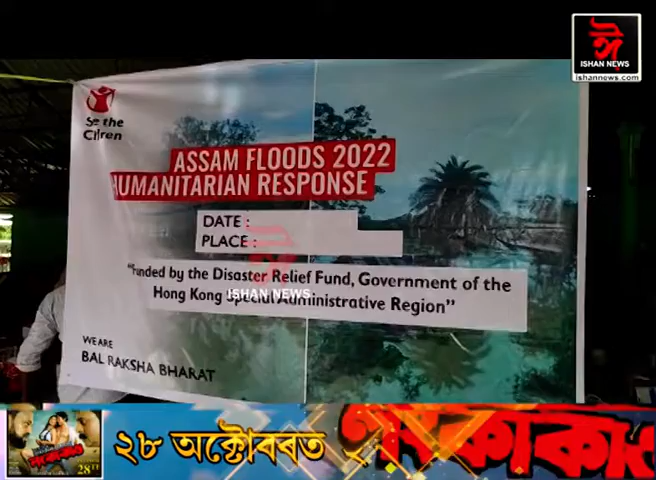 ISHAN NEWS
ishannews.com
Save the
Children
ASSAM FLOODS 2022
HUMANITARIAN RESPONSE
DATE :
PLACE :
"Funded by the Disaster Relief Fund, Government of the
Hong Kong Special Administrative Region"
ISHAN NEWS
WE ARE
BAL RAKSHA BHARAT
28
২৮ অক্টোবৰত